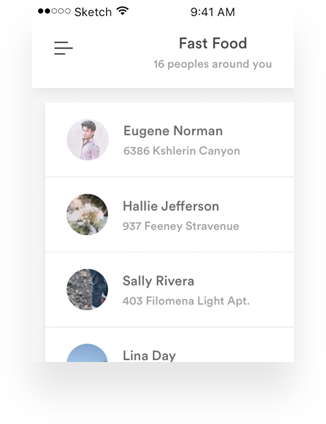 Sketch 9:41 AM
Fast Food
16 peoples around you
Eugene Norman
6386 Kshlerin Canyon
Hallie Jefferson
937 Feeney Stravenue
Sally Rivera
403 Filomena Light Apt.
Lina Day